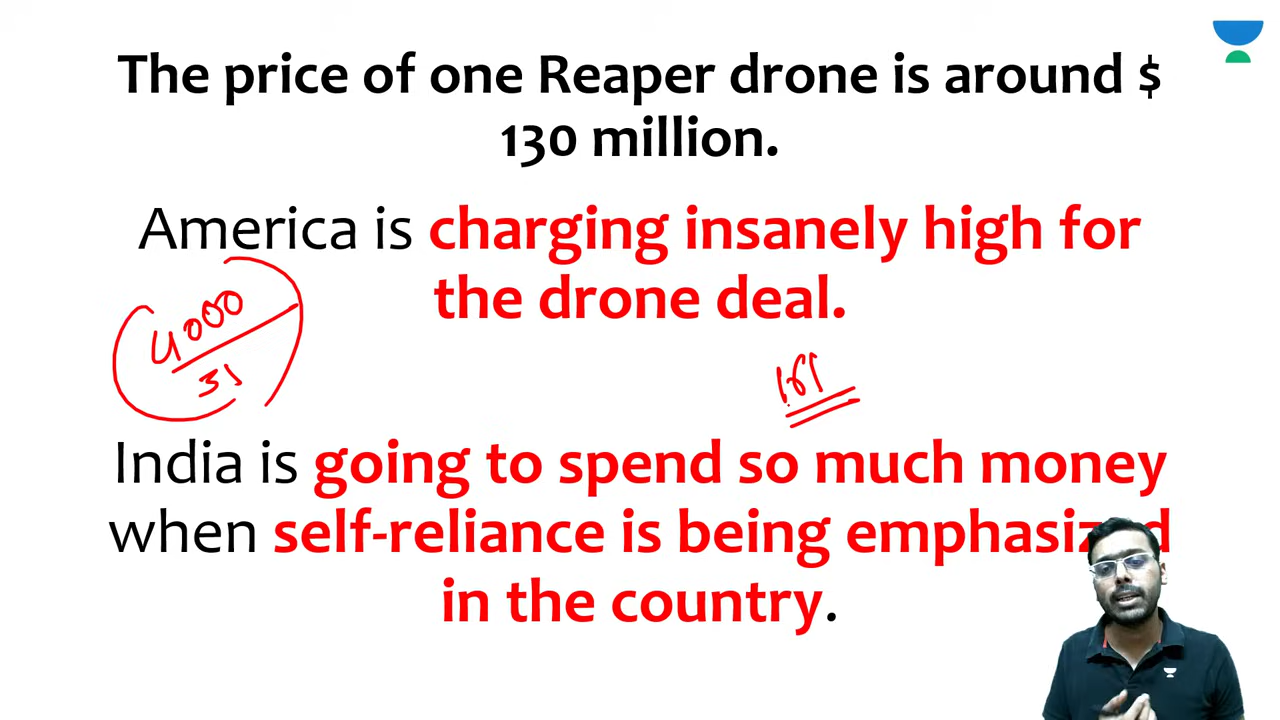 The price of one Reaper drone is around $
130 million.
America is charging insanely high for
the drone deal.
4000
31
India is going to spend so much money
when self-reliance is being emphasized
in the country.